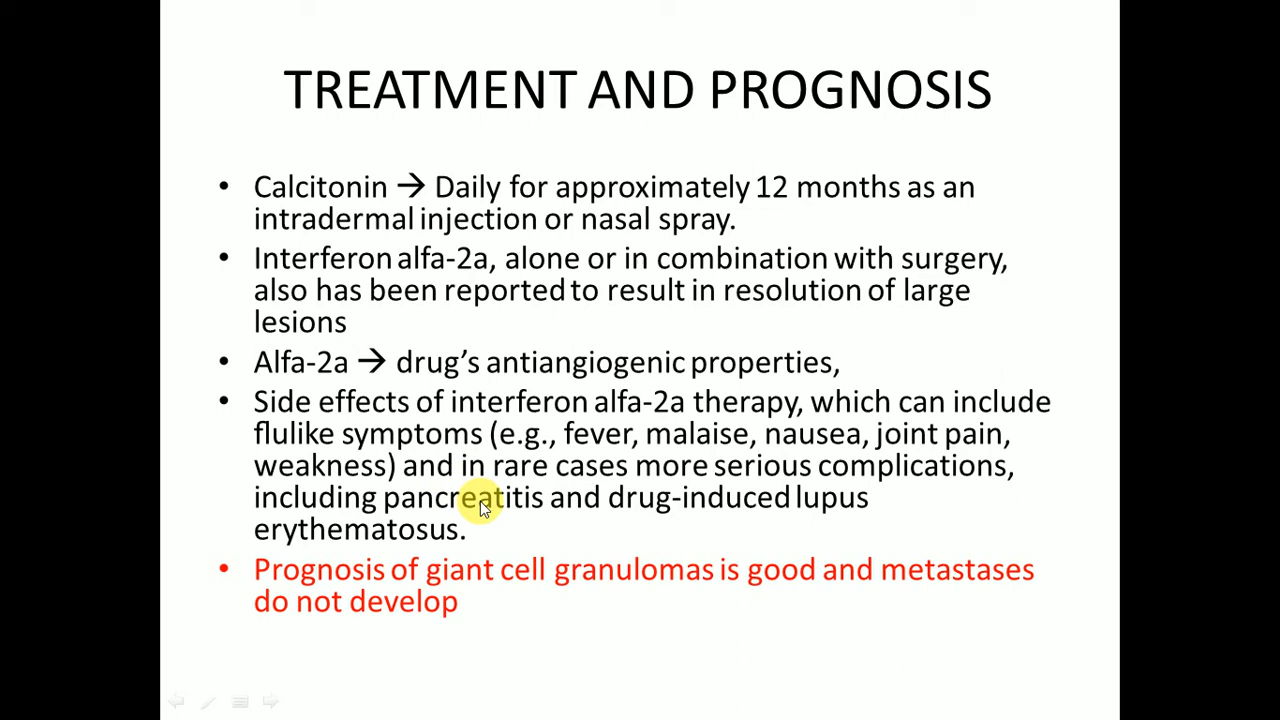 TREATMENT AND PROGNOSIS
• Calcitonin → Daily for approximately 12 months as an
intradermal injection or nasal spray.
• Interferon alfa-2a, alone or in combination with surgery,
also has been reported to result in resolution of large
lesions
• Alfa-2a → drug’s antiangiogenic properties,
• Side effects of interferon alfa-2a therapy, which can include
flulike symptoms (e.g., fever, malaise, nausea, joint pain,
weakness) and in rare cases more serious complications,
including pancreatitis and drug-induced lupus
erythematosus.
• Prognosis of giant cell granulomas is good and metastases
do not develop